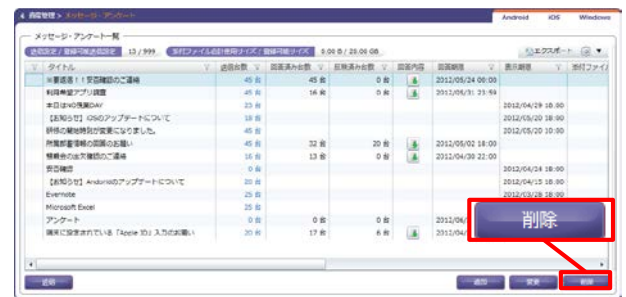 資産管理 > メッセージ・アンケート
Android iOS Windows
メッセージ・アンケート一覧
送信設定 / 登録可能送信設定 13 / 999 添付ファイルの計使用サイズ / 登録可能サイズ 0.00 B / 20.00 GB エクスポート
タイトル 送信台数 回答済み台数 反映済み台数 回答内容 回答期限 表示期限 添付ファイル
※要返答！！安否確認のご連絡 45 台 45 台 0 台 2012/05/24 00:00
利用希望アプリ調査 45 台 16 台 0 台 2012/05/31 23:59
本日はNO残業DAY 23 台 2012/04/29 18:00
【お知らせ】iOSのアップデートについて 18 台 2012/05/20 18:00
研修の開始時刻が変更になりました。 45 台 2012/05/20 10:00
所属部署情報の回答のお願い 45 台 32 台 20 台 2012/05/02 18:00
懇親会の出欠確認のご連絡 16 台 13 台 0 台 2012/04/30 22:00
安否確認 0 台 2012/04/24 18:00
【お知らせ】Androidのアップデートについて 20 台 2012/04/15 18:00
Evernote 25 台 2012/03/28 18:00
Microsoft Excel 25 台
アンケート 0 台 0 台 0 台 2012/06/
端末に設定されている「Apple ID」入力のお願い 20 台 17 台 6 台 2012/04/
削除
送信 追加 変更 削除